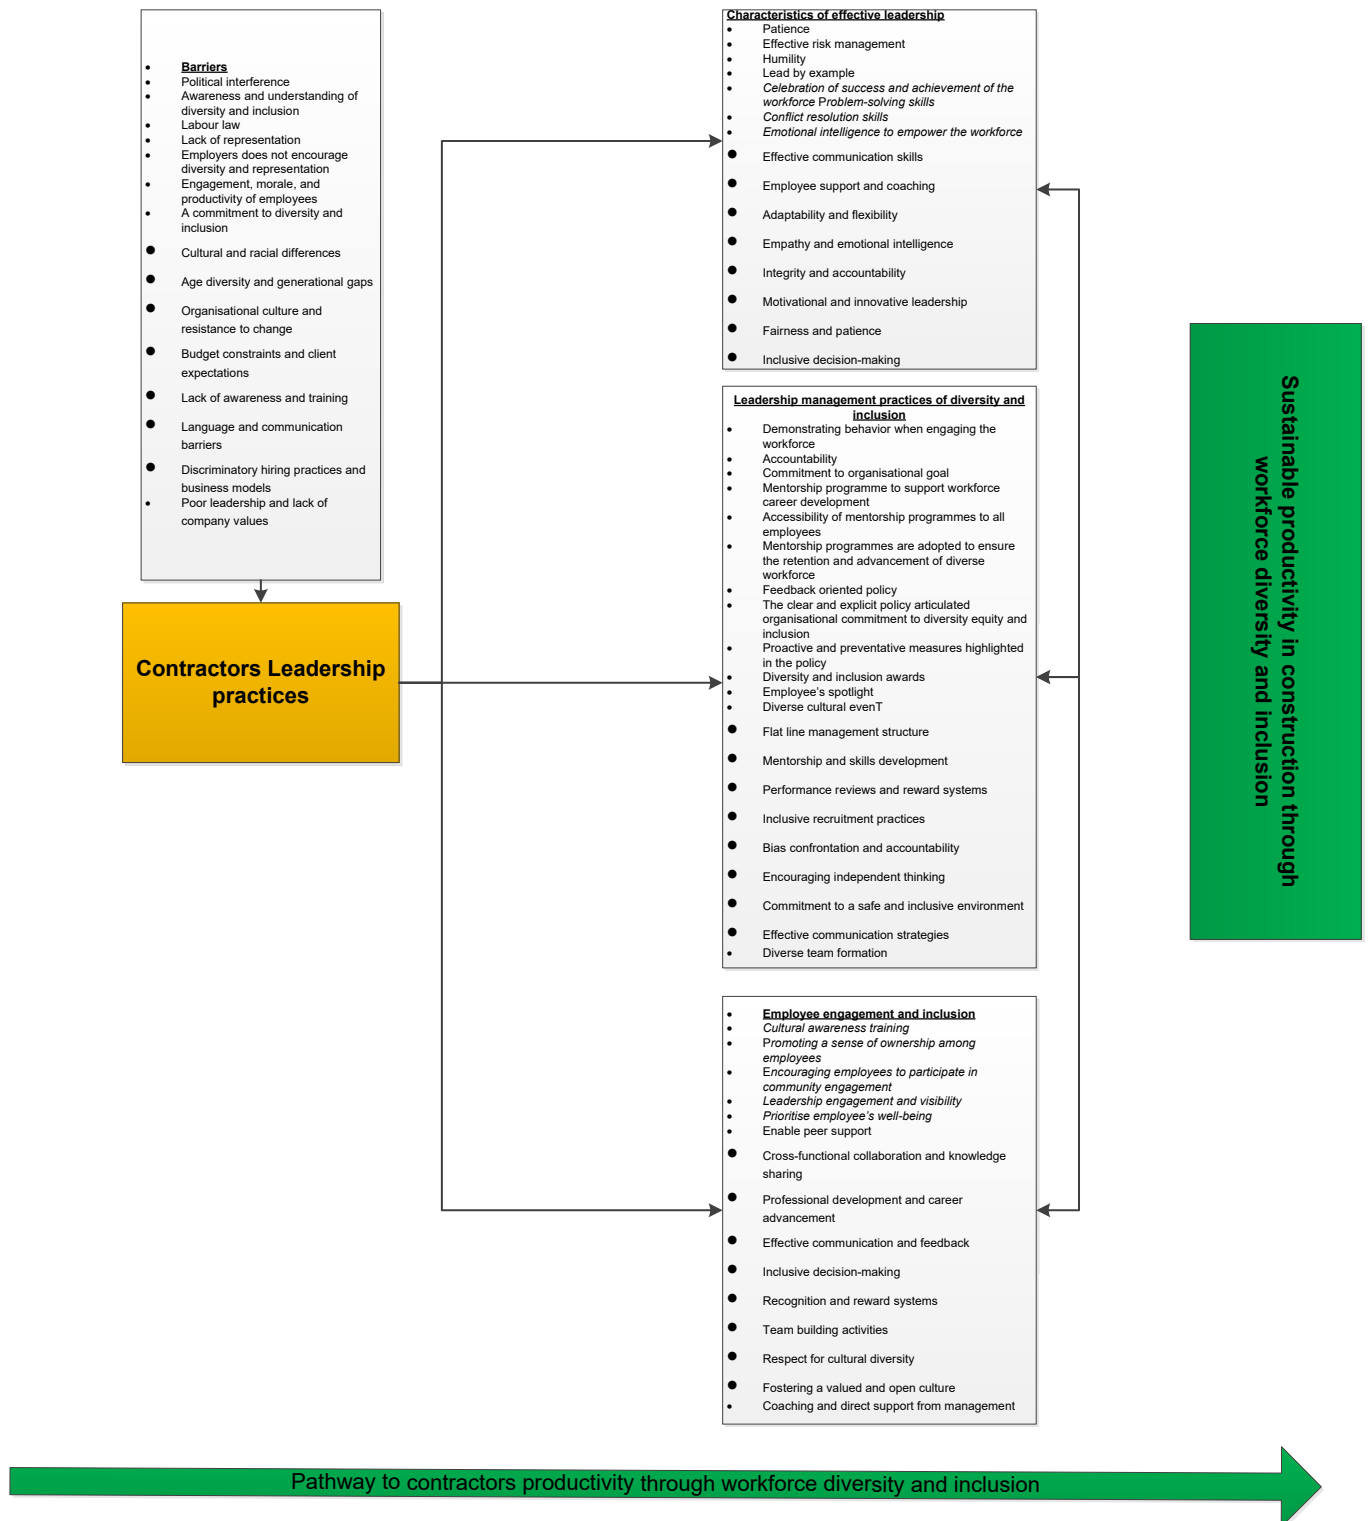 Barriers
Political interference
Awareness and understanding of
diversity and inclusion
Labour law
Lack of representation
Employers does not encourage
diversity and representation
Engagement, morale, and
productivity of employees
A commitment to diversity and
inclusion
Cultural and racial differences
Age diversity and generational gaps
Organisational culture and
resistance to change
Budget constraints and client
expectations
Lack of awareness and training
Language and communication
barriers
Discriminatory hiring practices and
business models
Poor leadership and lack of
company values
Contractors Leadership
practices
Characteristics of effective leadership
Patience
Effective risk management
Humility
Lead by example
Celebration of success and achievement of the
workforce Problem-solving skills
Conflict resolution skills
Emotional intelligence to empower the workforce
Effective communication skills
Employee support and coaching
Adaptability and flexibility
Empathy and emotional intelligence
Integrity and accountability
Motivational and innovative leadership
Fairness and patience
Inclusive decision-making
Leadership management practices of diversity and
inclusion
Demonstrating behavior when engaging the
workforce
Accountability
Commitment to organisational goal
Mentorship programme to support workforce
career development
Accessibility of mentorship programmes to all
employees
Mentorship programmes are adopted to ensure
the retention and advancement of diverse
workforce
Feedback oriented policy
The clear and explicit policy articulated
organisational commitment to diversity equity and
inclusion
Proactive and preventative measures highlighted
in the policy
Diversity and inclusion awards
Employee's spotlight
Diverse cultural evenT
Flat line management structure
Mentorship and skills development
Performance reviews and reward systems
Inclusive recruitment practices
Bias confrontation and accountability
Encouraging independent thinking
Commitment to a safe and inclusive environment
Effective communication strategies
Diverse team formation
Employee engagement and inclusion
Cultural awareness training
Promoting a sense of ownership among
employees
Encouraging employees to participate in
community engagement
Leadership engagement and visibility
Prioritise employee's well-being
Enable peer support
Cross-functional collaboration and knowledge
sharing
Professional development and career
advancement
Effective communication and feedback
Inclusive decision-making
Recognition and reward systems
Team building activities
Respect for cultural diversity
Fostering a valued and open culture
Coaching and direct support from management
Sustainable productivity in construction through
workforce diversity and inclusion
Pathway to contractors productivity through workforce diversity and inclusion